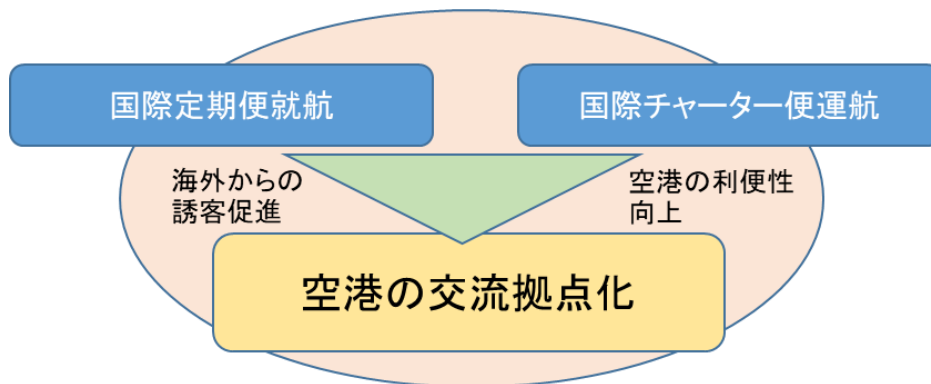 国際定期便就航
国際チャーター便運航
海外からの
誘客促進
空港の利便性
向上
空港の交流拠点化